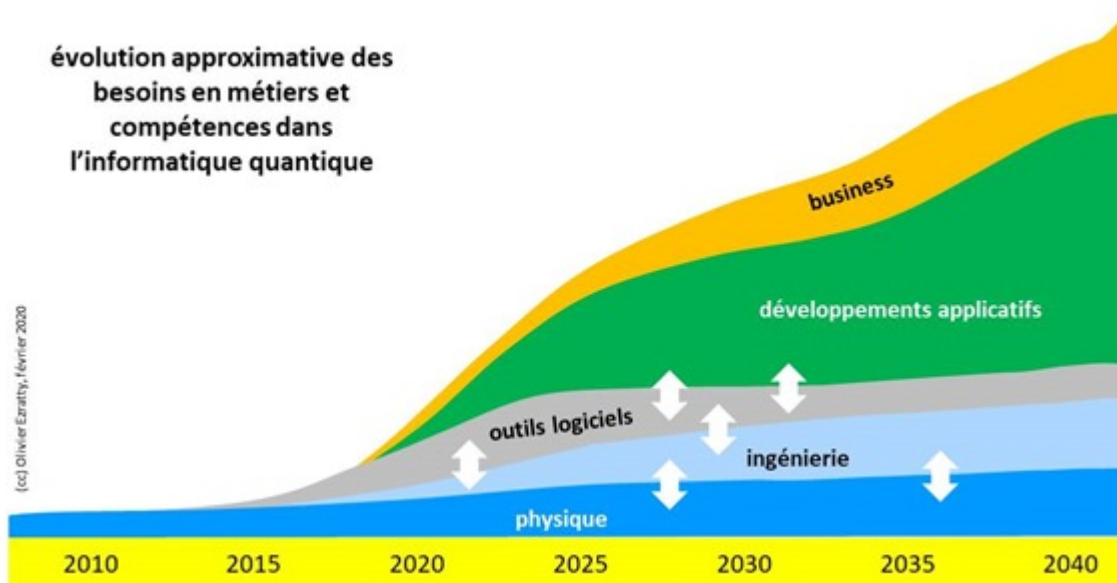 évolution approximative des
besoins en métiers et
compétences dans
l'informatique quantique
business
développements applicatifs
outils logiciels
ingénierie
physique
(cc) Olivier Ezratty, février 2020
2010 2015 2020 2025 2030 2035 2040